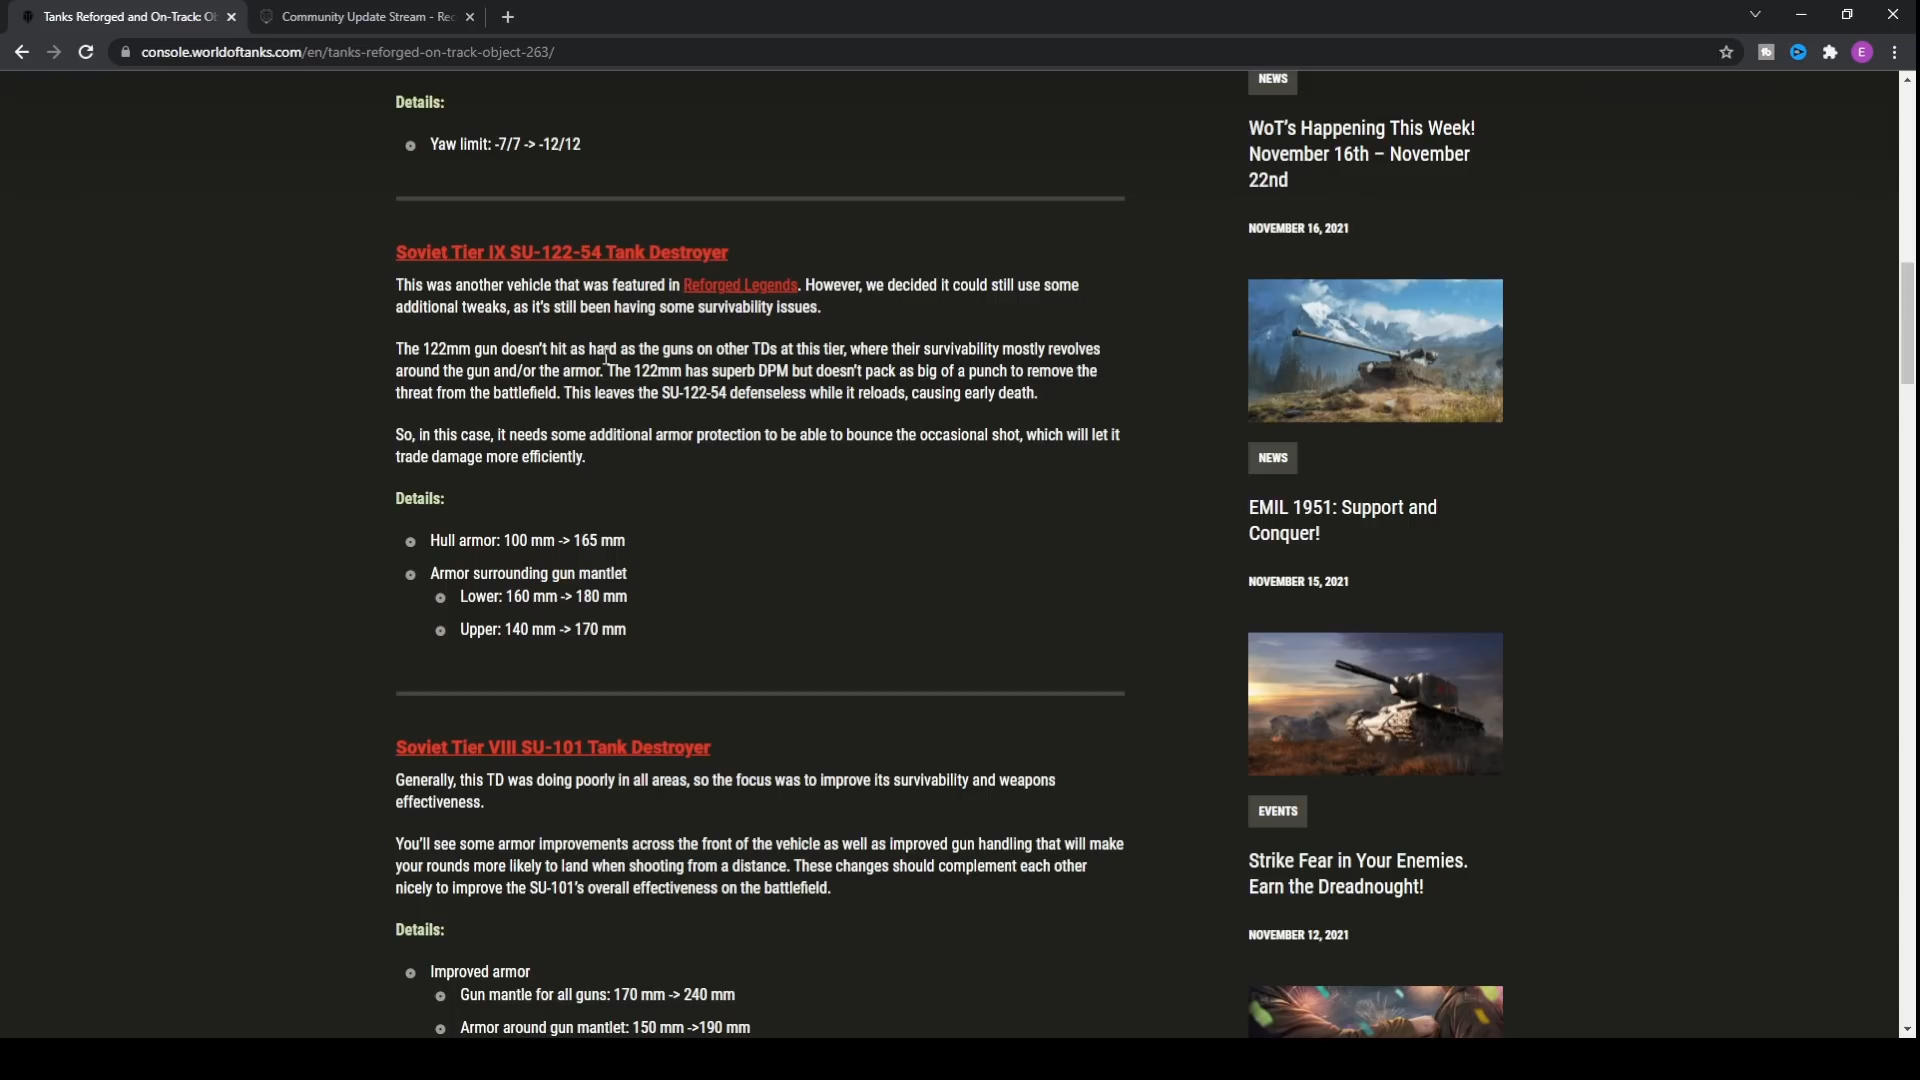 Tanks Reforged and On-Track: Ob
Community Update Stream - Rec
console.worldoftanks.com/en/tanks-reforged-on-track-object-263/
E
Details:
Yaw limit: -7/7 -> -12/12
Soviet Tier IX SU-122-54 Tank Destroyer
This was another vehicle that was featured in Reforged Legends. However, we decided it could still use some
additional tweaks, as it's still been having some survivability issues.
The 122mm gun doesn't hit as hard as the guns on other TDs at this tier, where their survivability mostly revolves
around the gun and/or the armor. The 122mm has superb DPM but doesn't pack as big of a punch to remove the
threat from the battlefield. This leaves the SU-122-54 defenseless while it reloads, causing early death.
So, in this case, it needs some additional armor protection to be able to bounce the occasional shot, which will let it
trade damage more efficiently.
Details:
Hull armor: 100 mm -> 165 mm
Armor surrounding gun mantlet
Lower: 160 mm -> 180 mm
Upper: 140 mm -> 170 mm
Soviet Tier VIII SU-101 Tank Destroyer
Generally, this TD was doing poorly in all areas, so the focus was to improve its survivability and weapons
effectiveness.
You'll see some armor improvements across the front of the vehicle as well as improved gun handling that will make
your rounds more likely to land when shooting from a distance. These changes should complement each other
nicely to improve the SU-101's overall effectiveness on the battlefield.
Details:
Improved armor
Gun mantle for all guns: 170 mm -> 240 mm
Armor around gun mantlet: 150 mm ->190 mm
NEWS
WoT's Happening This Week!
November 16th – November
22nd
NOVEMBER 16, 2021
NEWS
EMIL 1951: Support and
Conquer!
NOVEMBER 15, 2021
EVENTS
Strike Fear in Your Enemies.
Earn the Dreadnought!
NOVEMBER 12, 2021